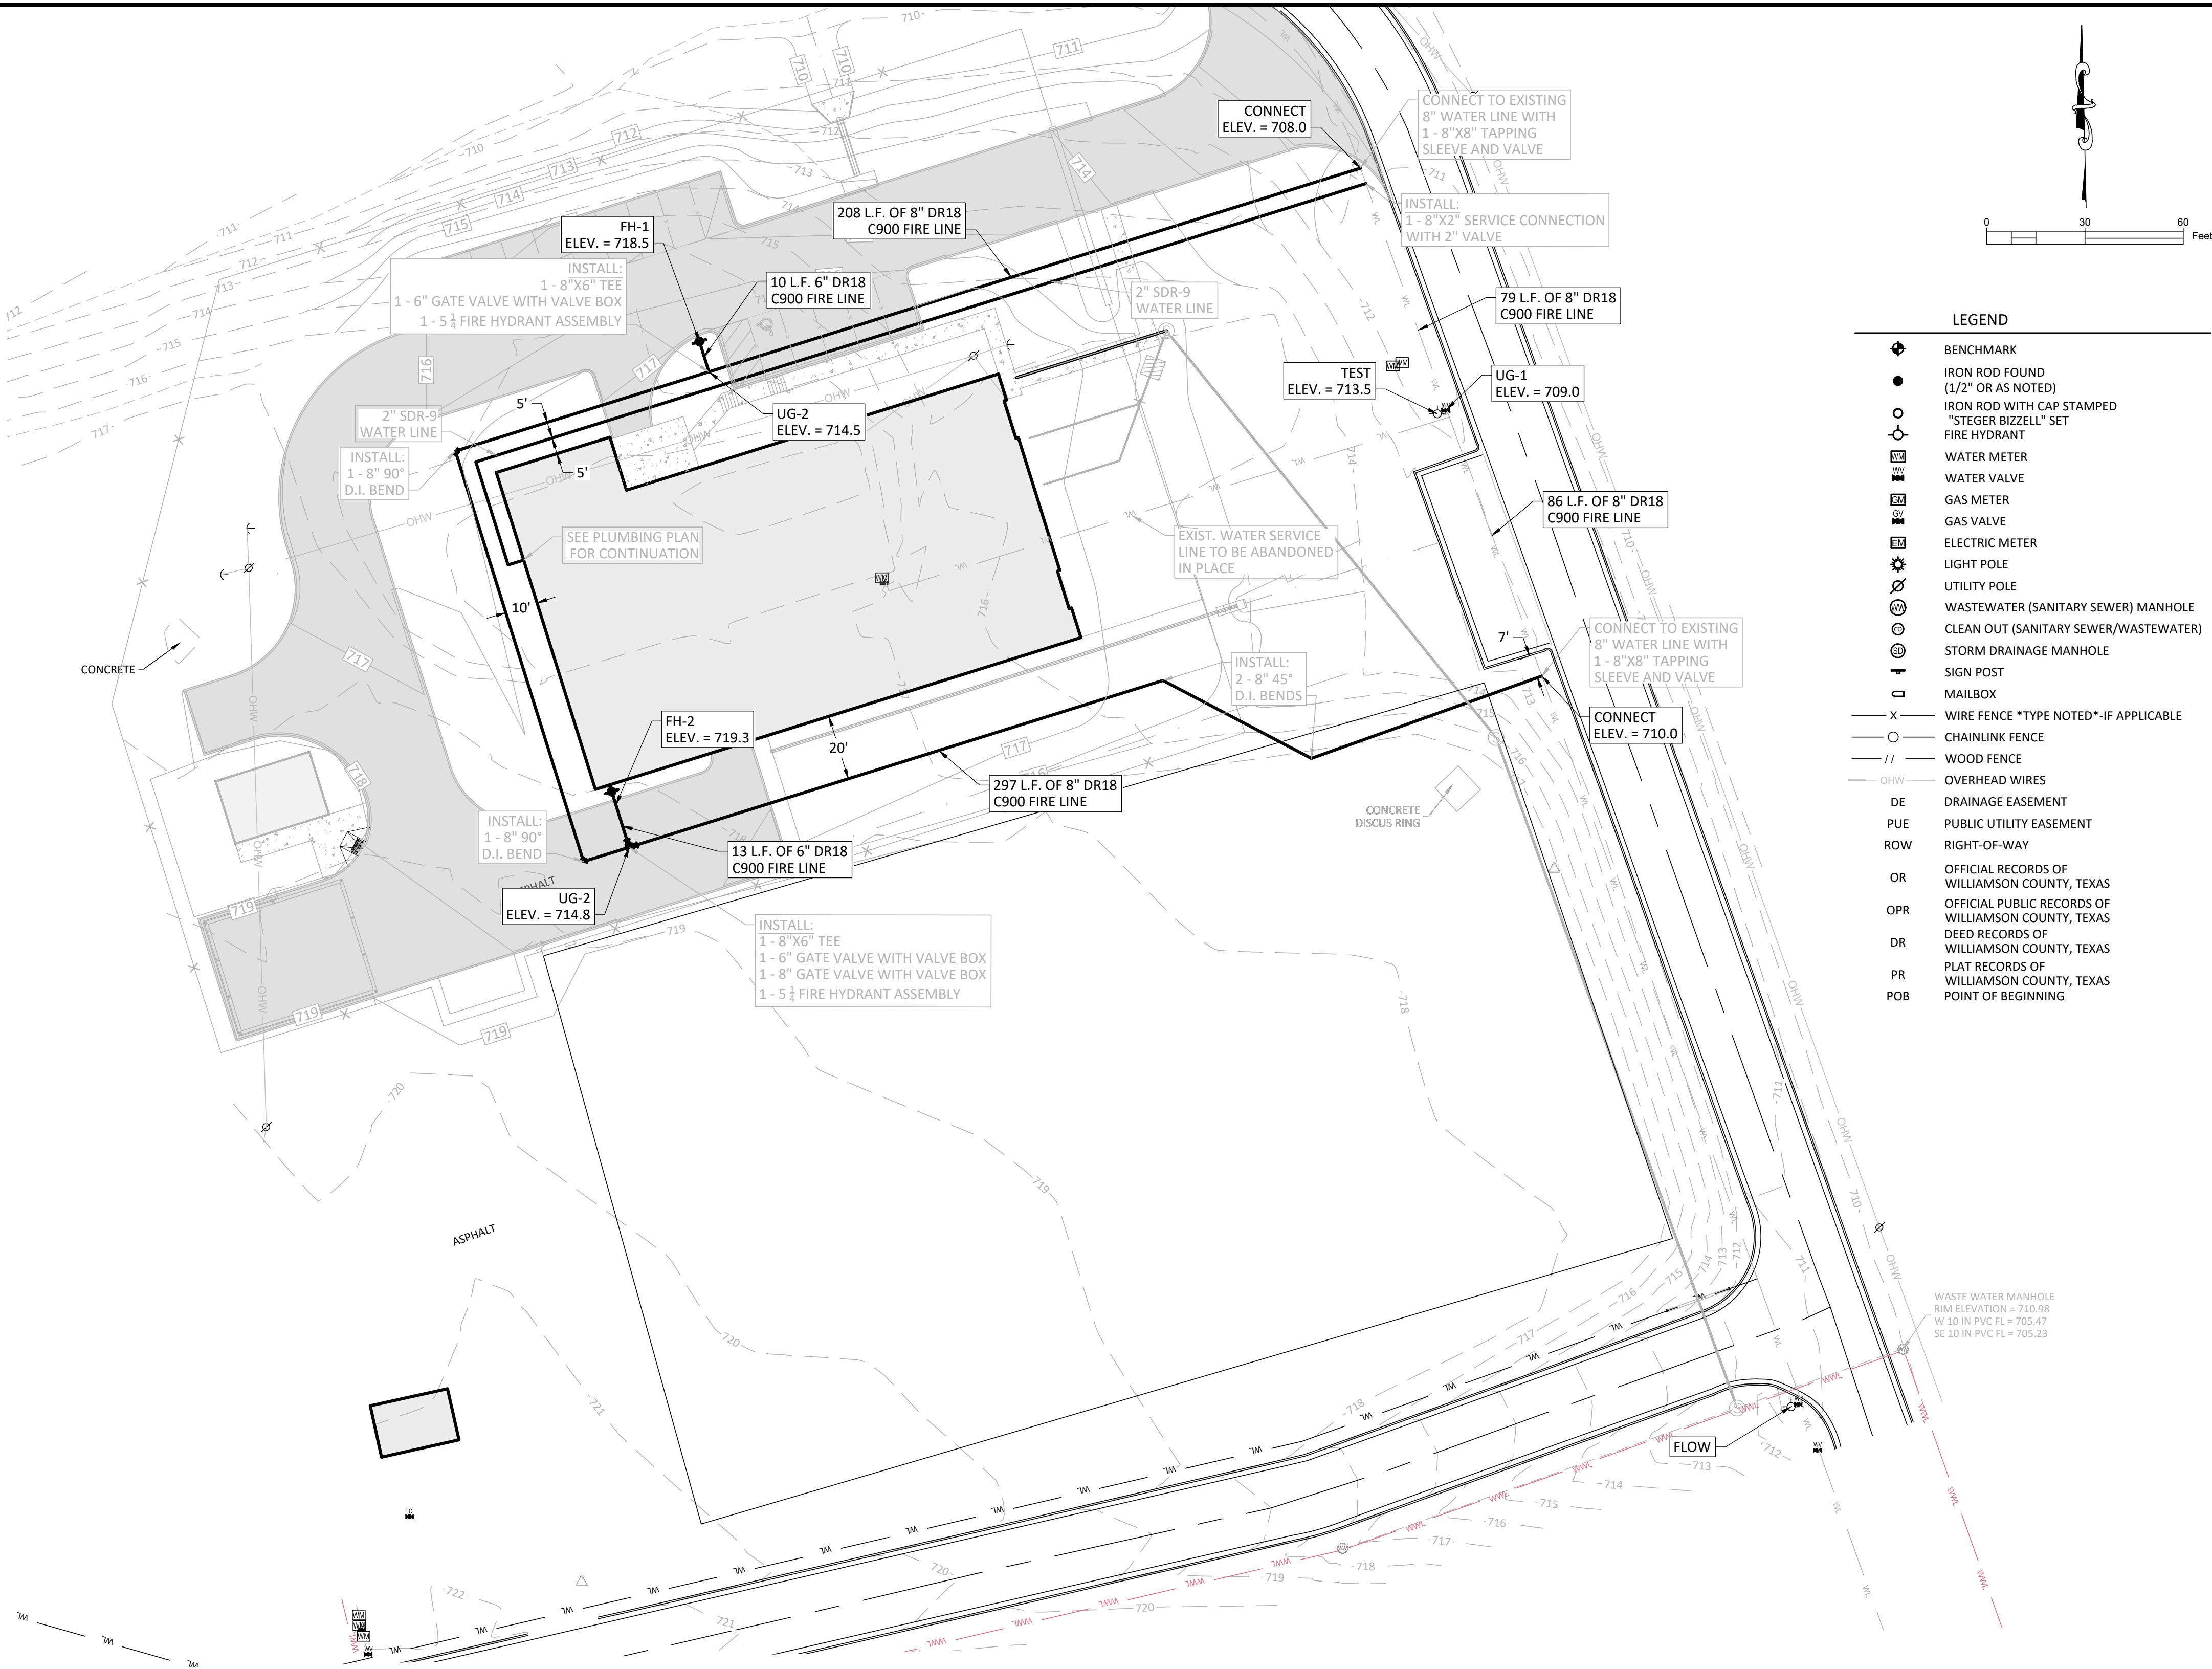 CONNECT
ELEV. = 708.0
CONNECT TO EXISTING
8" WATER LINE WITH
1 - 8"X8" TAPPING
SLEEVE AND VALVE
INSTALL:
1 - 8"X2" SERVICE CONNECTION
WITH 2" VALVE
0 30 60
Feet
FH-1
ELEV. = 718.5
208 L.F. OF 8" DR18
C900 FIRE LINE
INSTALL:
1 - 8"X6" TEE
1 - 6" GATE VALVE WITH VALVE BOX
1 - 5 1/4 FIRE HYDRANT ASSEMBLY
10 L.F. 6" DR18
C900 FIRE LINE
2" SDR-9
WATER LINE
79 L.F. OF 8" DR18
C900 FIRE LINE
TEST
ELEV. = 713.5
UG-1
ELEV. = 709.0
UG-2
ELEV. = 714.5
2" SDR-9
WATER LINE
5'
5'
INSTALL:
1 - 8" 90°
D.I. BEND
SEE PLUMBING PLAN
FOR CONTINUATION
10'
86 L.F. OF 8" DR18
C900 FIRE LINE
EXIST. WATER SERVICE
LINE TO BE ABANDONED
IN PLACE
CONCRETE
7'
CONNECT TO EXISTING
8" WATER LINE WITH
1 - 8"X8" TAPPING
SLEEVE AND VALVE
INSTALL:
2 - 8" 45°
D.I. BENDS
CONNECT
ELEV. = 710.0
FH-2
ELEV. = 719.3
20'
297 L.F. OF 8" DR18
C900 FIRE LINE
CONCRETE
DISCUS RING
INSTALL:
1 - 8" 90°
D.I. BEND
13 L.F. OF 6" DR18
C900 FIRE LINE
UG-2
ELEV. = 714.8
INSTALL:
1 - 8"X6" TEE
1 - 6" GATE VALVE WITH VALVE BOX
1 - 8" GATE VALVE WITH VALVE BOX
1 - 5 1/4 FIRE HYDRANT ASSEMBLY
ASPHALT
WASTE WATER MANHOLE
RIM ELEVATION = 710.98
W 10 IN PVC FL = 705.47
SE 10 IN PVC FL = 705.23
FLOW
LEGEND
BENCHMARK
IRON ROD FOUND
(1/2" OR AS NOTED)
IRON ROD WITH CAP STAMPED
"STEGER BIZZELL" SET
FIRE HYDRANT
WM WATER METER
WV WATER VALVE
GM GAS METER
GV GAS VALVE
EM ELECTRIC METER
LIGHT POLE
UTILITY POLE
WW WASTEWATER (SANITARY SEWER) MANHOLE
CO CLEAN OUT (SANITARY SEWER/WASTEWATER)
SD STORM DRAINAGE MANHOLE
SIGN POST
MAILBOX
X WIRE FENCE *TYPE NOTED*-IF APPLICABLE
CHAINLINK FENCE
// WOOD FENCE
OHW OVERHEAD WIRES
DE DRAINAGE EASEMENT
PUE PUBLIC UTILITY EASEMENT
ROW RIGHT-OF-WAY
OR OFFICIAL RECORDS OF
WILLIAMSON COUNTY, TEXAS
OPR OFFICIAL PUBLIC RECORDS OF
WILLIAMSON COUNTY, TEXAS
DR DEED RECORDS OF
WILLIAMSON COUNTY, TEXAS
PR PLAT RECORDS OF
WILLIAMSON COUNTY, TEXAS
POB POINT OF BEGINNING